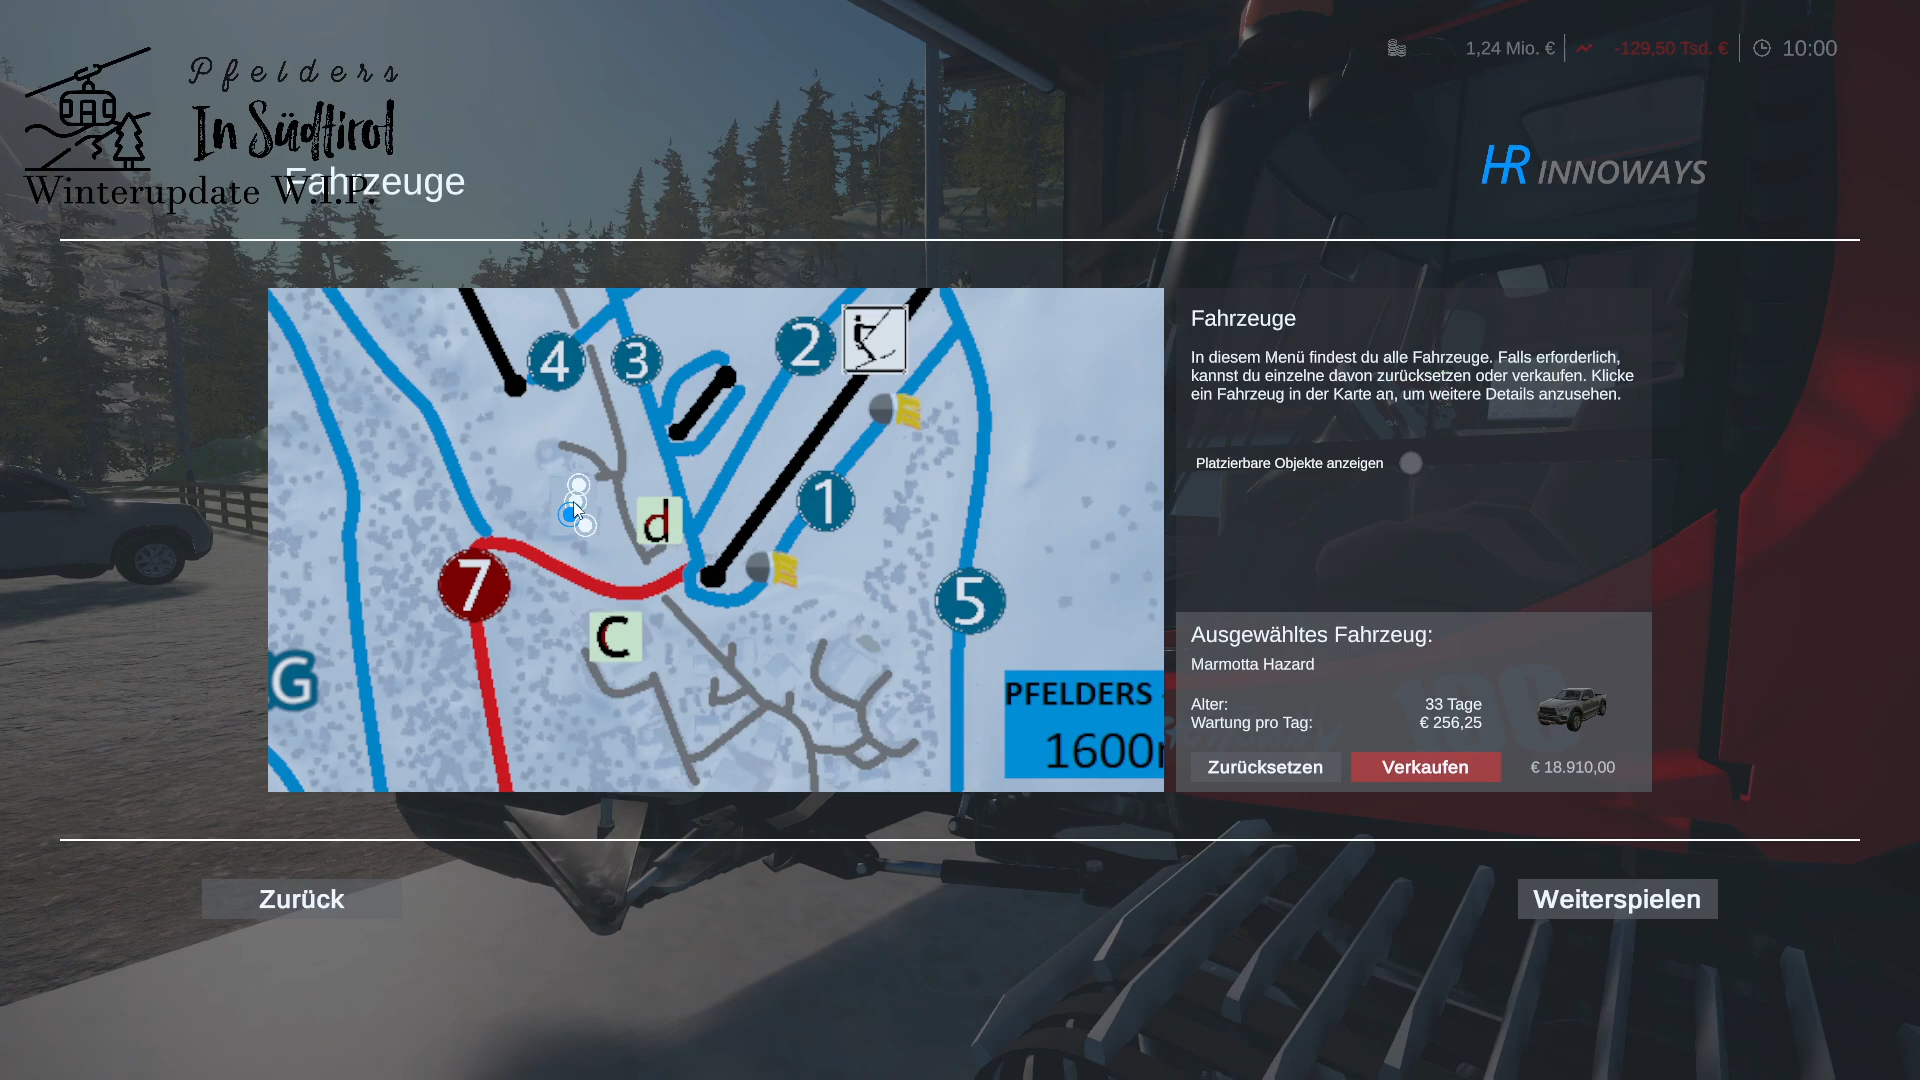 Pfelders
In Südtirol
Winterupdate W.I.P.
Fahrzeuge
1,24 Mio. €
-129,50 Tsd. €
10:00
HR INNOWAYS
4
3
2
1
d
7
C
5
G
PFELDERS
1600m
Fahrzeuge
In diesem Menü findest du alle Fahrzeuge. Falls erforderlich,
kannst du einzelne davon zurücksetzen oder verkaufen. Klicke
ein Fahrzeug in der Karte an, um weitere Details anzusehen.
Platzierbare Objekte anzeigen
Ausgewähltes Fahrzeug:
Marmotta Hazard
Alter: 33 Tage
Wartung pro Tag: € 256,25
Zurücksetzen
Verkaufen
€ 18.910,00
Zurück
Weiterspielen